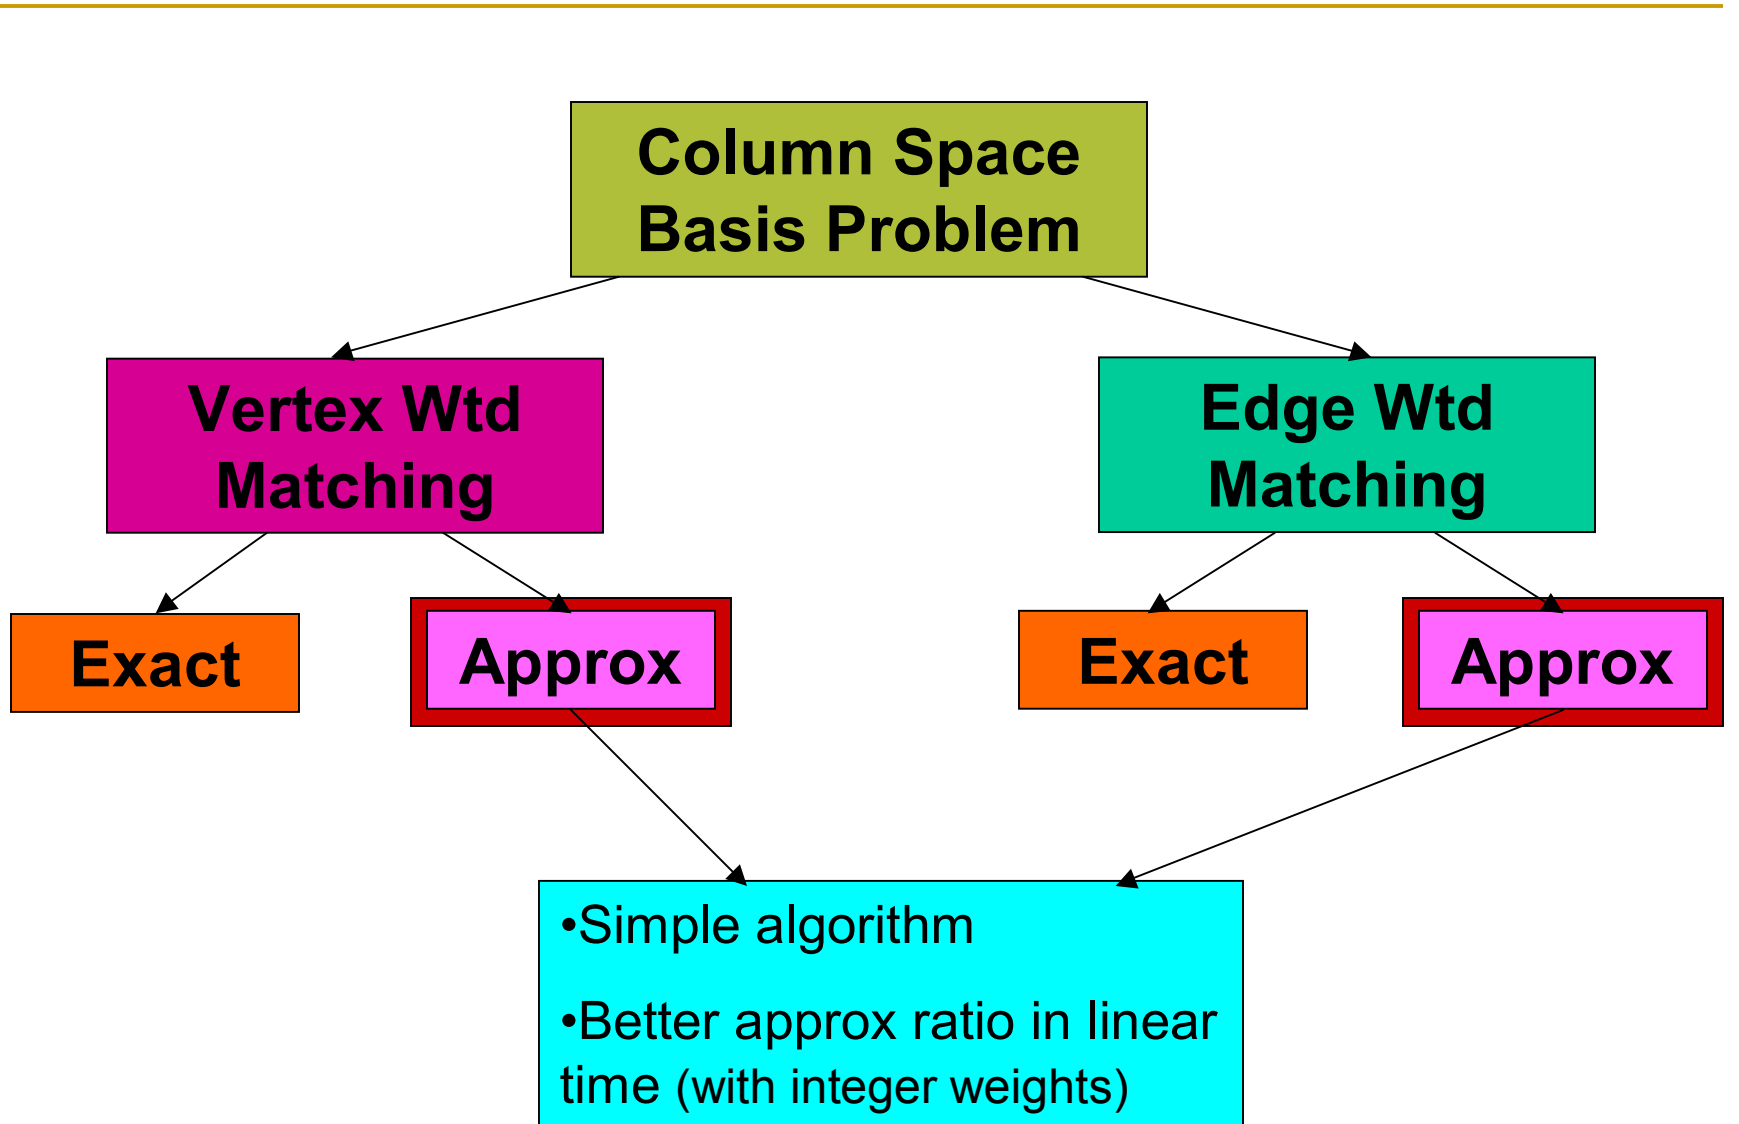 Column Space
Basis Problem
Vertex Wtd
Matching
Edge Wtd
Matching
Exact
Approx
Exact
Approx
•Simple algorithm
•Better approx ratio in linear
time (with integer weights)